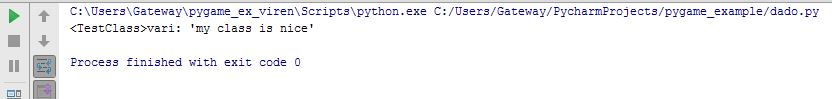 C:\Users\Gateway\pygame_ex_viren\Scripts\python.exe C:/Users/Gateway/PycharmProjects/pygame_example/dado.py
<TestClass>vari: 'my class is nice'
Process finished with exit code 0